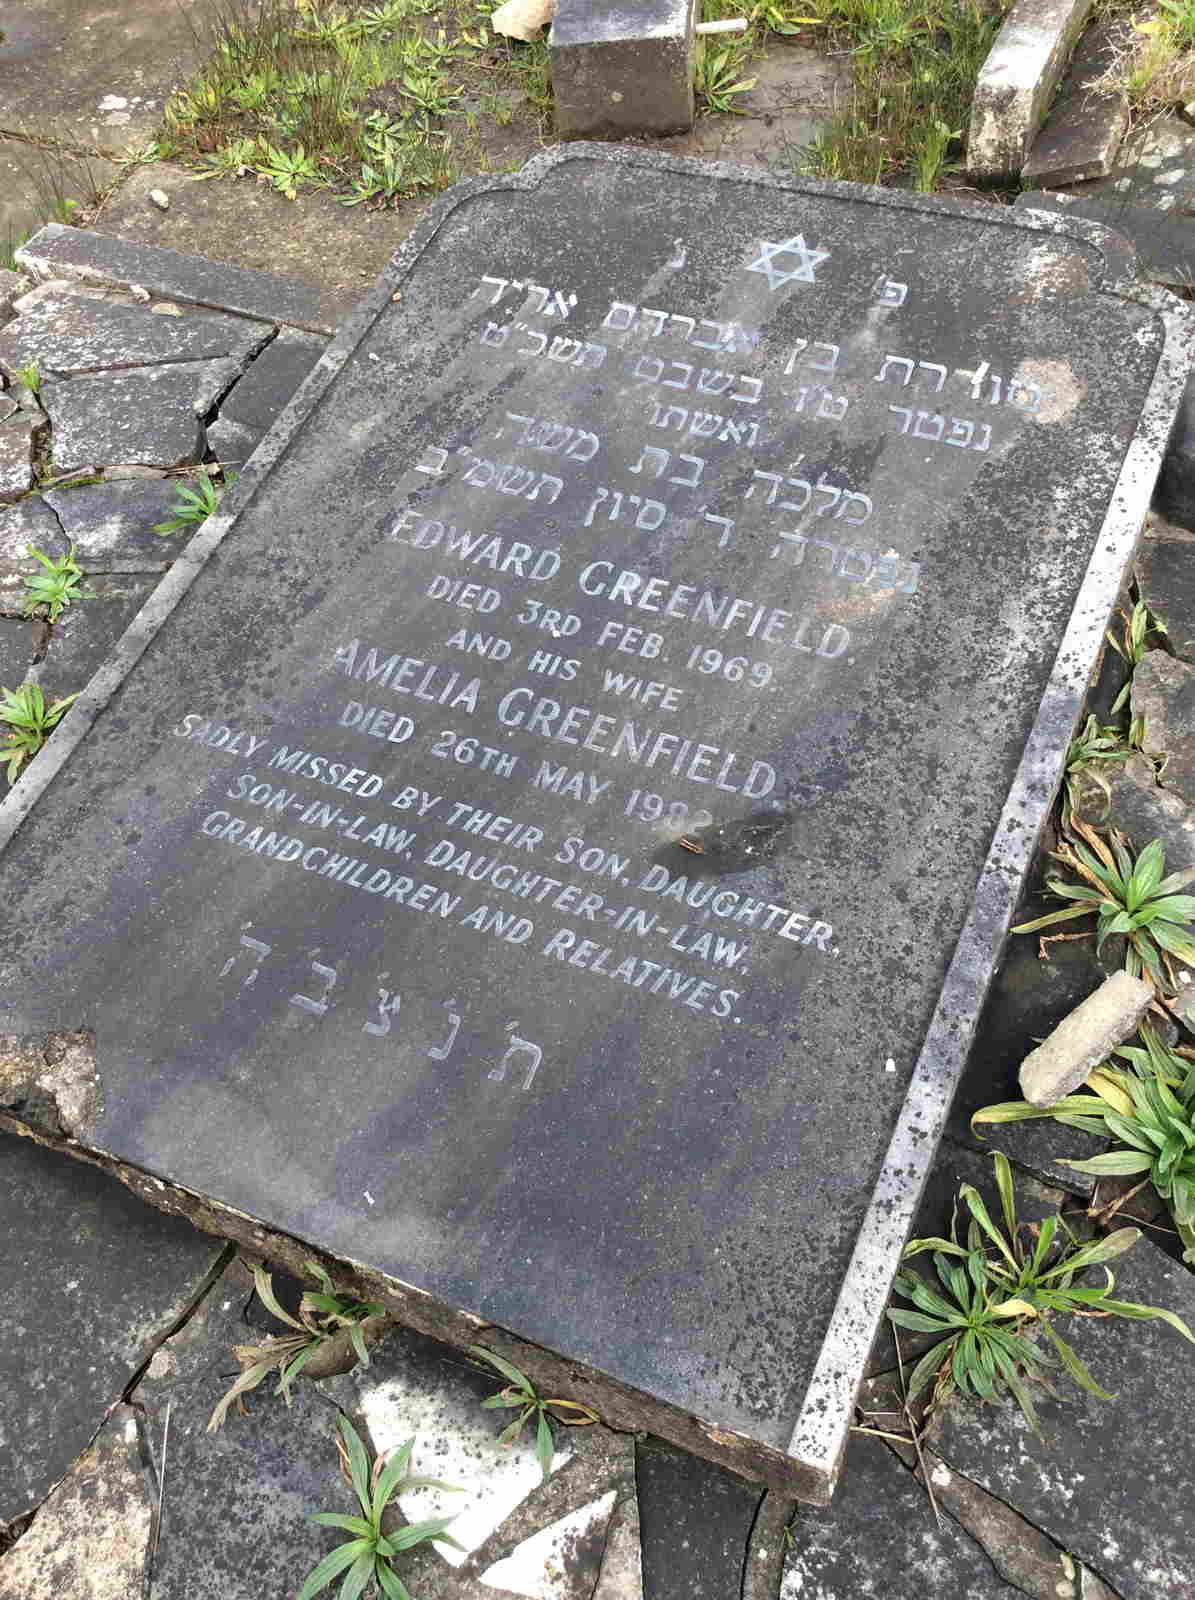 פ' נ
בן אברהם ארי'ה
נפטר ט"ו בשבט תשכ"ט
ואשתו
מלכה בת משה
נפטרה ד' סיון תשמ"ב
EDWARD GREENFIELD.
DIED 3RD FEB. 1969.
AND HIS WIFE
AMELIA GREENFIELD.
DIED 26TH MAY 1982
SADLY MISSED BY THEIR SON, DAUGHTER,
SON-IN-LAW, DAUGHTER-IN-LAW,
GRANDCHILDREN AND RELATIVES.
ת' נ' צ' ב' ה'